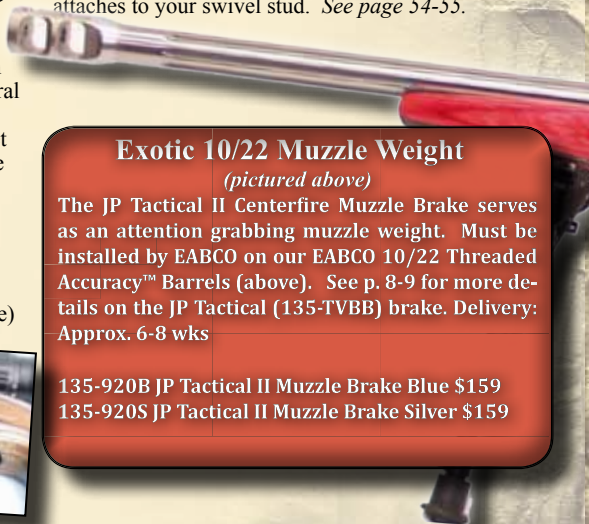 attaches to your swivel stud.  See page 54-55.
ral
t
e
e)
Exotic 10/22 Muzzle Weight
(pictured above)
The JP Tactical II Centerfire Muzzle Brake serves
as an attention grabbing muzzle weight.  Must be
installed by EABCO on our EABCO 10/22 Threaded
Accuracy™ Barrels (above).  See p. 8-9 for more de-
tails on the JP Tactical (135-TVBB) brake. Delivery:
Approx. 6-8 wks
135-920B JP Tactical II Muzzle Brake Blue $159
135-920S JP Tactical II Muzzle Brake Silver $159